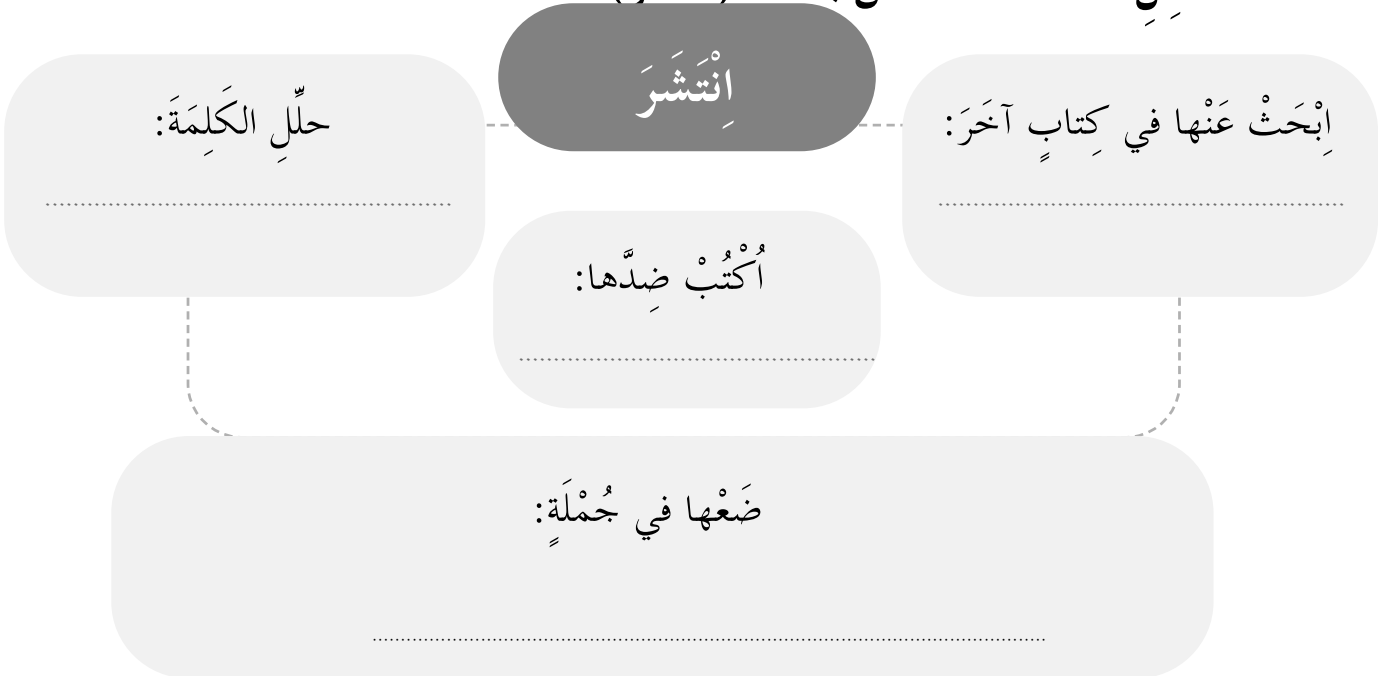 اِنْتَشَرَ
اِبْحَثْ عَنْها في كِتابٍ آخَرَ:
حلِّلِ الكَلِمَةَ:
اُكْتُبْ ضِدَّها:
ضَعْها في جُمْلَةٍ: